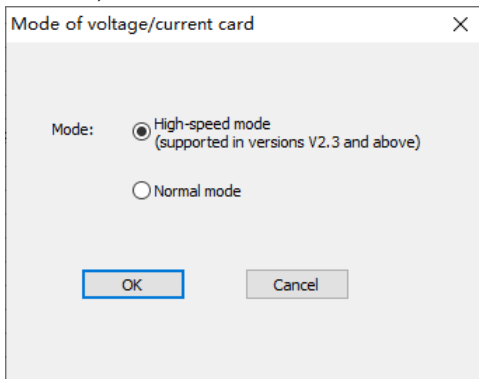 Mode of voltage/current card
Mode:
High-speed mode
(supported in versions V2.3 and above)
Normal mode
OK
Cancel